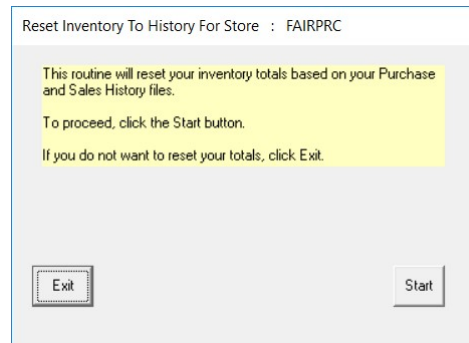 Reset Inventory To History For Store : FAIRPRC
This routine will reset your inventory totals based on your Purchase
and Sales History files.
To proceed, click the Start button.
If you do not want to reset your totals, click Exit.
Exit
Start